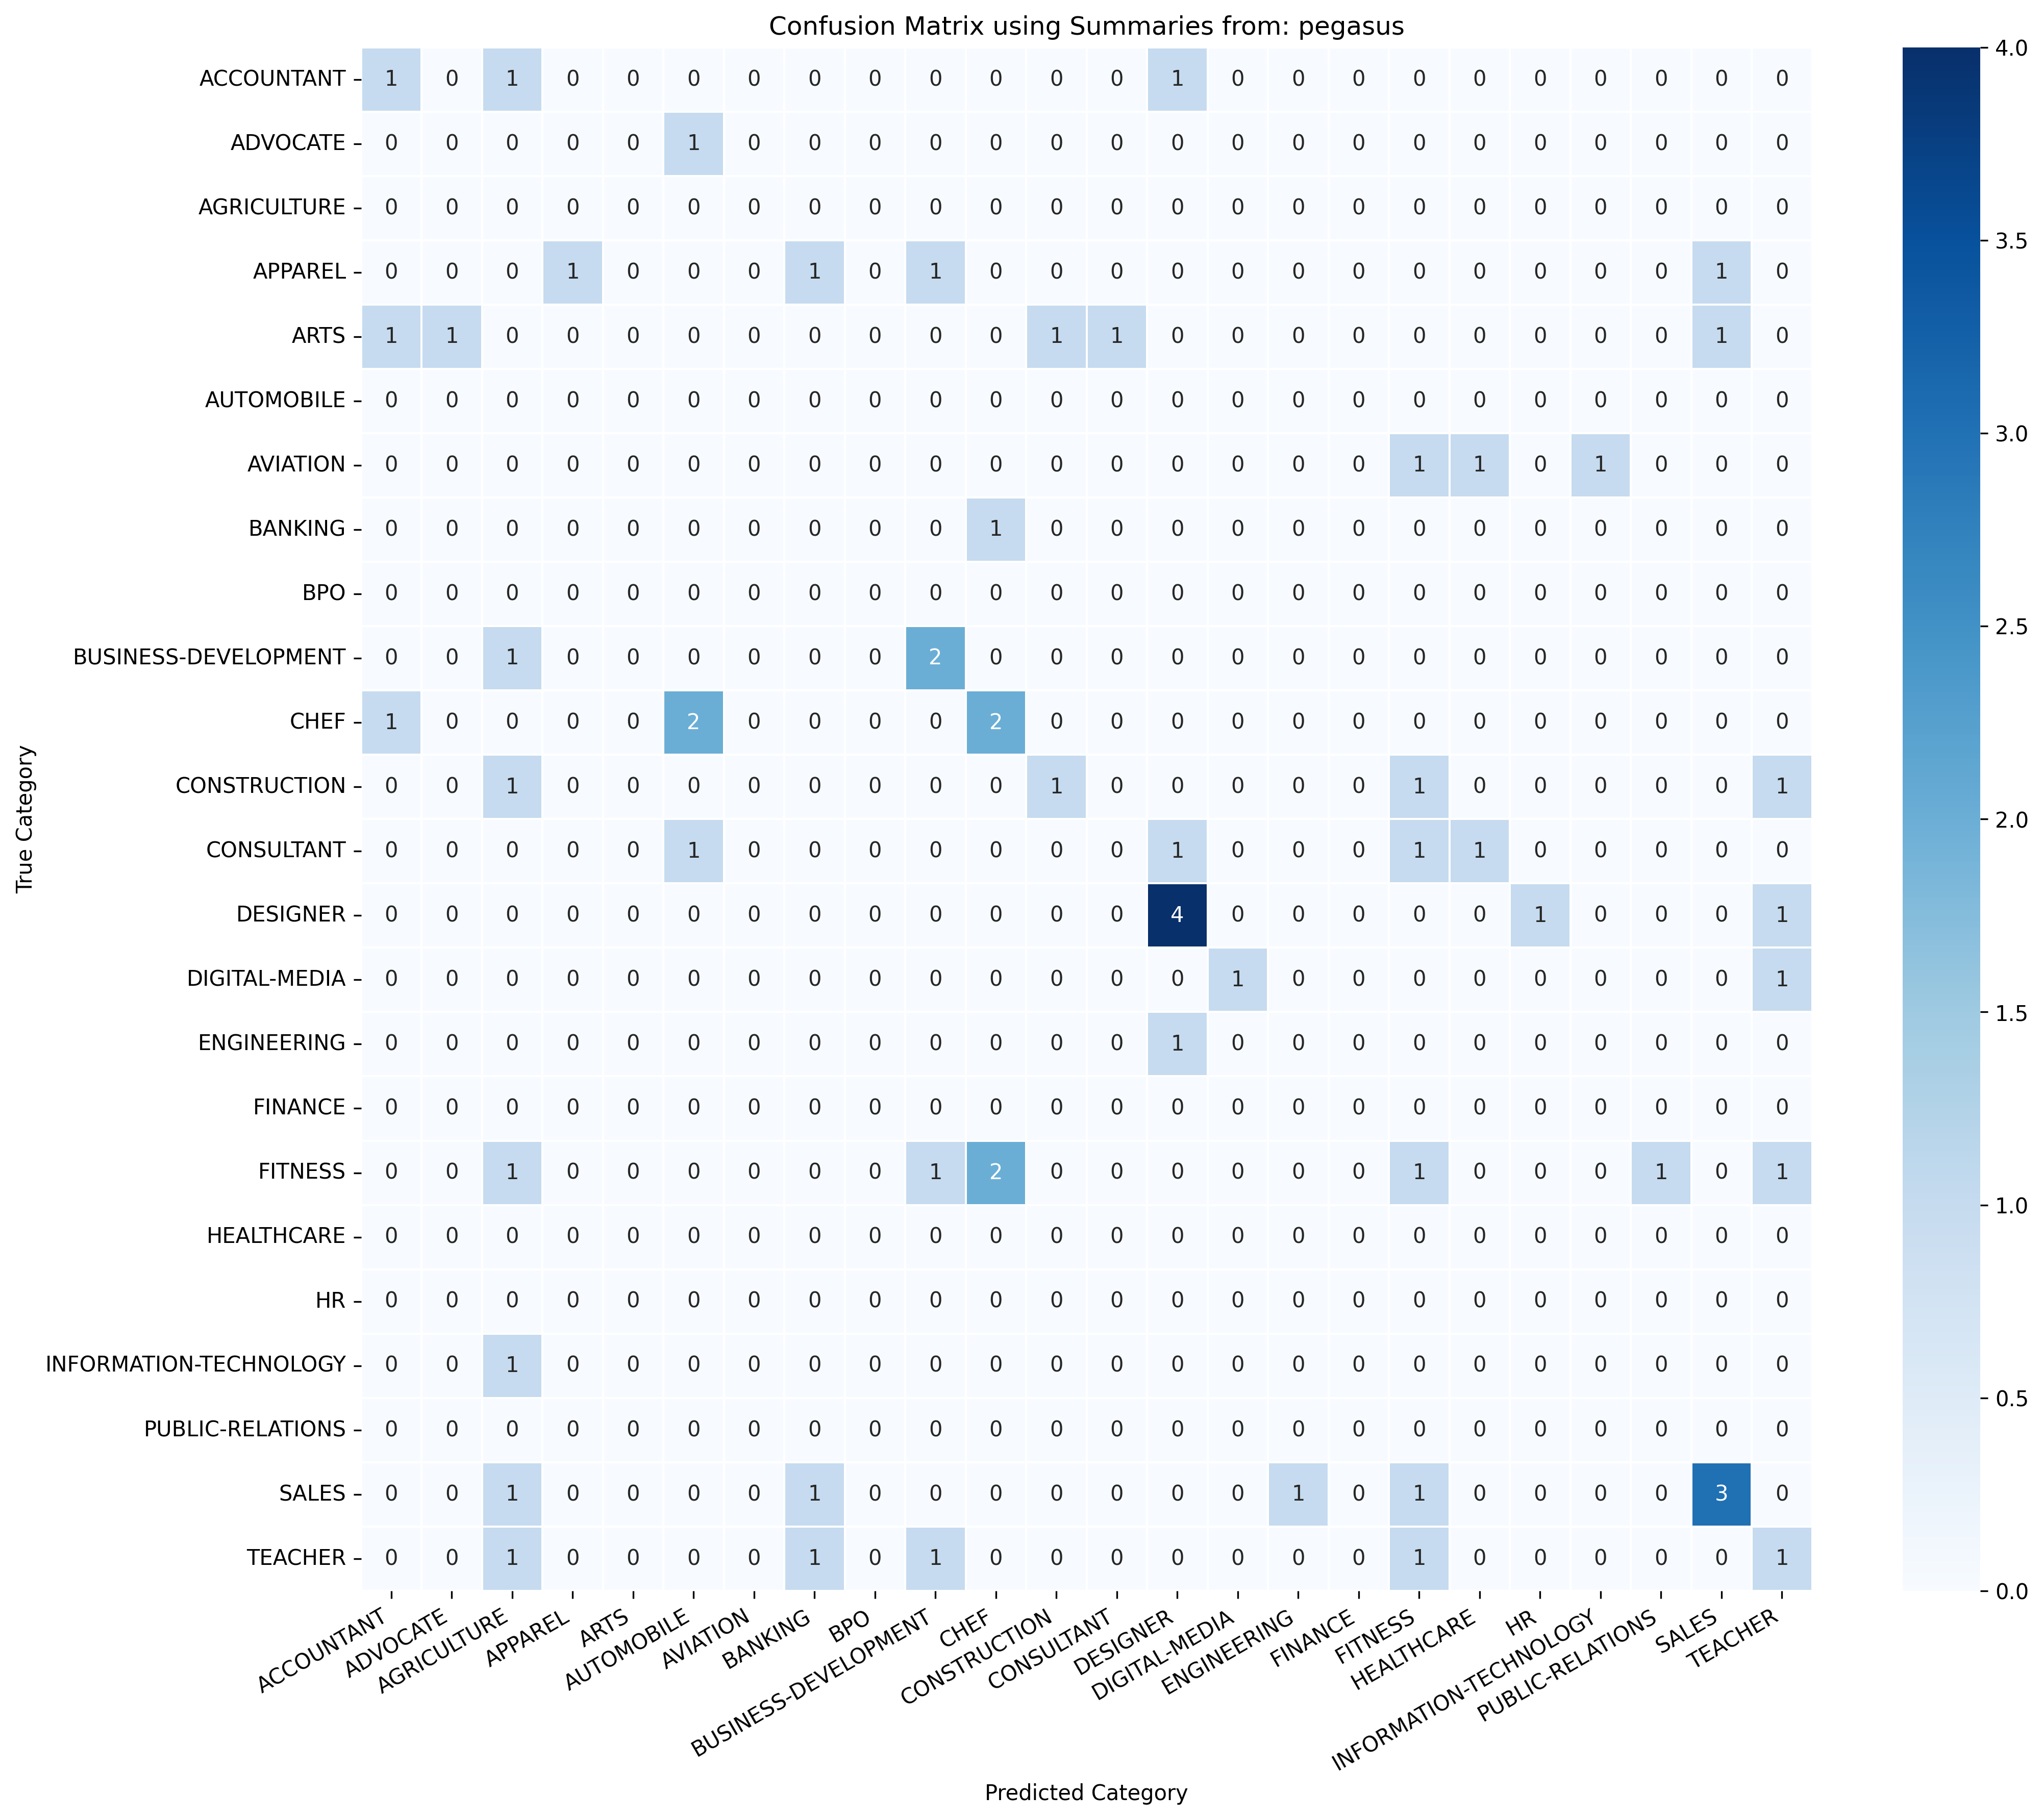 Confusion Matrix using Summaries from: pegasus
ACCOUNTANT 1 0 1 0 0 0 0 0 0 0 0 0 0 1 0 0 0 0 0 0 0 0 0 0
ADVOCATE 0 0 0 0 0 1 0 0 0 0 0 0 0 0 0 0 0 0 0 0 0 0 0 0
AGRICULTURE 0 0 0 0 0 0 0 0 0 0 0 0 0 0 0 0 0 0 0 0 0 0 0 0
APPAREL 0 0 0 1 0 0 0 1 0 1 0 0 0 0 0 0 0 0 0 0 0 0 1 0
ARTS 1 1 0 0 0 0 0 0 0 0 0 1 1 0 0 0 0 0 0 0 0 0 1 0
AUTOMOBILE 0 0 0 0 0 0 0 0 0 0 0 0 0 0 0 0 0 0 0 0 0 0 0 0
AVIATION 0 0 0 0 0 0 0 0 0 0 0 0 0 0 0 0 0 1 1 0 1 0 0 0
BANKING 0 0 0 0 0 0 0 0 0 0 1 0 0 0 0 0 0 0 0 0 0 0 0 0
BPO 0 0 0 0 0 0 0 0 0 0 0 0 0 0 0 0 0 0 0 0 0 0 0 0
BUSINESS-DEVELOPMENT 0 0 1 0 0 0 0 0 0 2 0 0 0 0 0 0 0 0 0 0 0 0 0 0
CHEF 1 0 0 0 0 2 0 0 0 0 2 0 0 0 0 0 0 0 0 0 0 0 0 0
CONSTRUCTION 0 0 1 0 0 0 0 0 0 0 0 1 0 0 0 0 0 1 0 0 0 0 0 1
CONSULTANT 0 0 0 0 0 1 0 0 0 0 0 0 0 1 0 0 0 1 1 0 0 0 0 0
DESIGNER 0 0 0 0 0 0 0 0 0 0 0 0 0 4 0 0 0 0 0 1 0 0 0 1
DIGITAL-MEDIA 0 0 0 0 0 0 0 0 0 0 0 0 0 0 1 0 0 0 0 0 0 0 0 1
ENGINEERING 0 0 0 0 0 0 0 0 0 0 0 0 0 1 0 0 0 0 0 0 0 0 0 0
FINANCE 0 0 0 0 0 0 0 0 0 0 0 0 0 0 0 0 0 0 0 0 0 0 0 0
FITNESS 0 0 1 0 0 0 0 0 0 1 2 0 0 0 0 0 0 1 0 0 0 1 0 1
HEALTHCARE 0 0 0 0 0 0 0 0 0 0 0 0 0 0 0 0 0 0 0 0 0 0 0 0
HR 0 0 0 0 0 0 0 0 0 0 0 0 0 0 0 0 0 0 0 0 0 0 0 0
INFORMATION-TECHNOLOGY 0 0 1 0 0 0 0 0 0 0 0 0 0 0 0 0 0 0 0 0 0 0 0 0
PUBLIC-RELATIONS 0 0 0 0 0 0 0 0 0 0 0 0 0 0 0 0 0 0 0 0 0 0 0 0
SALES 0 0 1 0 0 0 0 1 0 0 0 0 0 0 0 1 0 1 0 0 0 0 3 0
TEACHER 0 0 1 0 0 0 0 1 0 1 0 0 0 0 0 0 0 1 0 0 0 0 0 1
True Category
ACCOUNTANT
ADVOCATE
AGRICULTURE
APPAREL
ARTS
AUTOMOBILE
AVIATION
BANKING
BPO
BUSINESS-DEVELOPMENT
CHEF
CONSTRUCTION
CONSULTANT
DESIGNER
DIGITAL-MEDIA
ENGINEERING
FINANCE
FITNESS
HEALTHCARE
HR
INFORMATION-TECHNOLOGY
PUBLIC-RELATIONS
SALES
TEACHER
Predicted Category
4.0
3.5
3.0
2.5
2.0
1.5
1.0
0.5
0.0